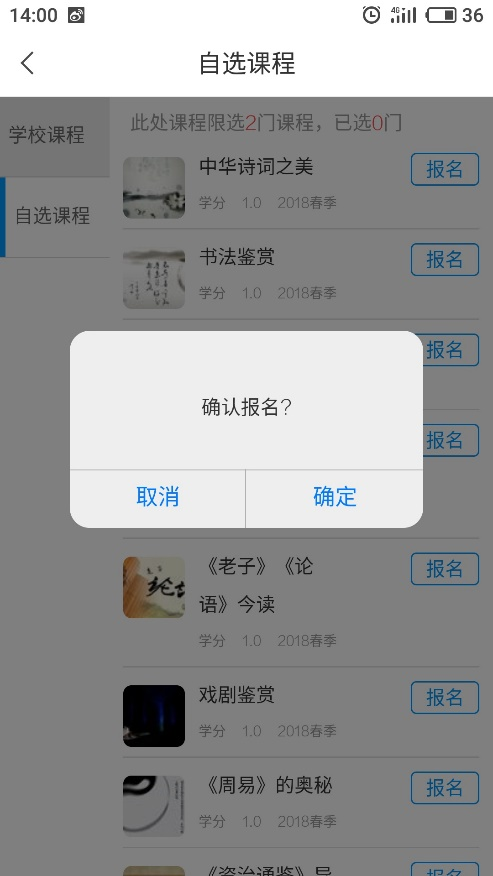 14:00
4G
36
自选课程
学校课程
自选课程
此处课程限选2门课程，已选0门
中华诗词之美
报名
学分 1.0 2018春季
书法鉴赏
报名
学分 1.0 2018春季
报名
确认报名?
报名
取消
确定
《老子》《论
语》今读
报名
学分 1.0 2018春季
戏剧鉴赏
报名
学分 1.0 2018春季
《周易》的奥秘
报名
学分 1.0 2018春季
《资治通鉴》导
报名